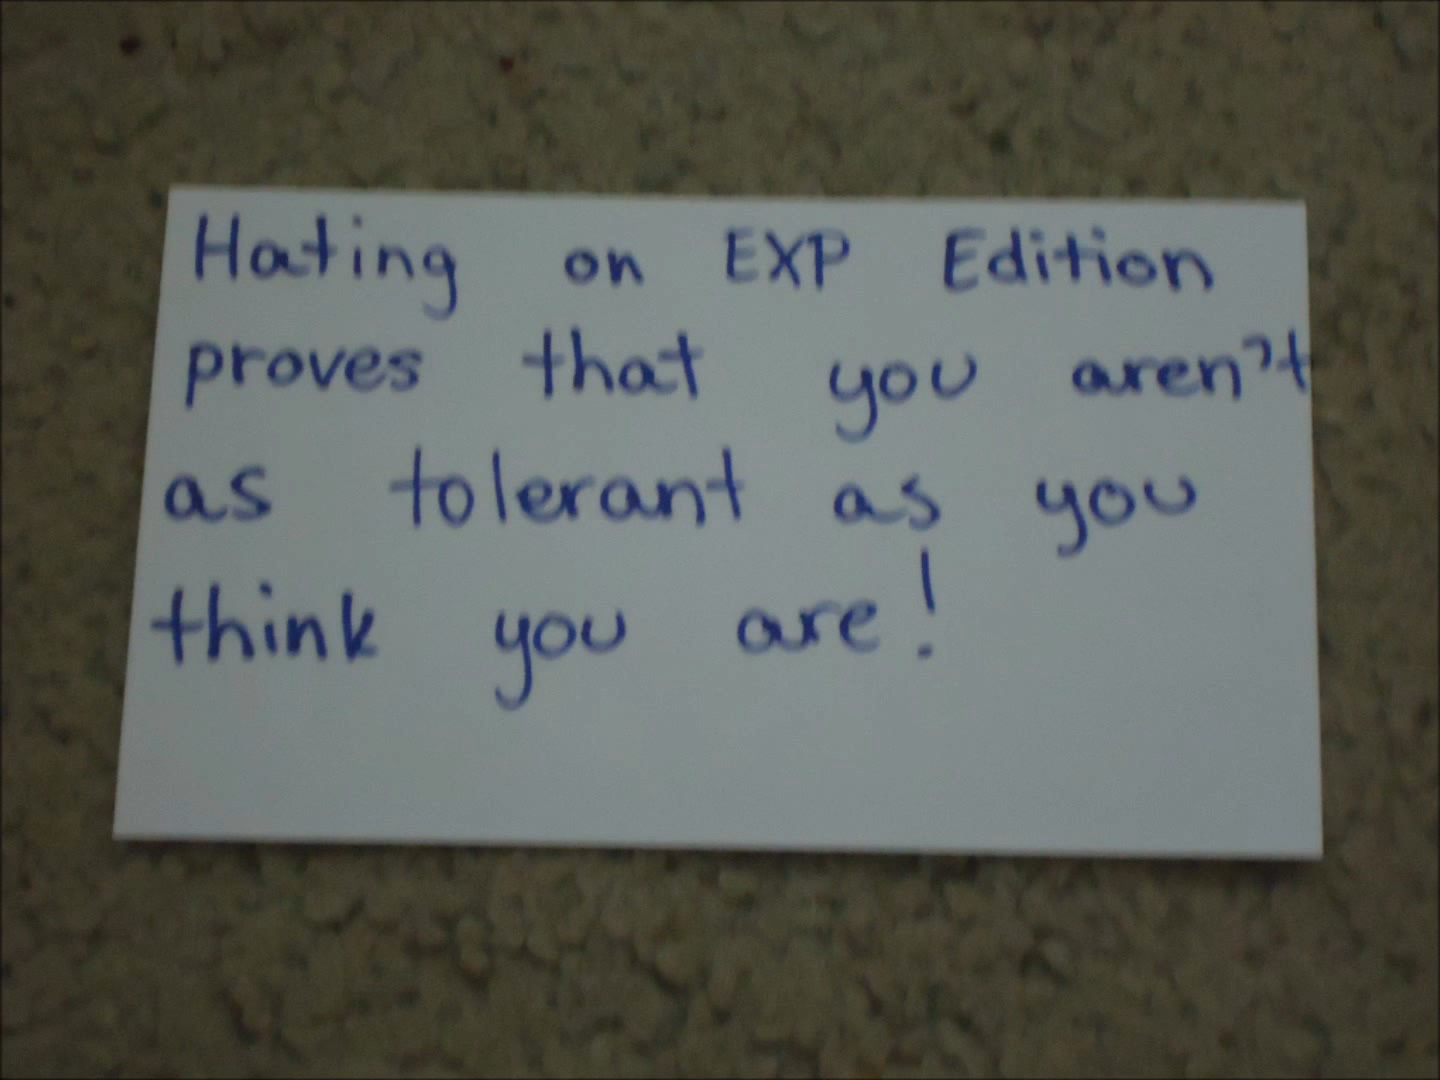 Hating on EXP Edition
proves that you aren't
as tolerant as you
think you are!